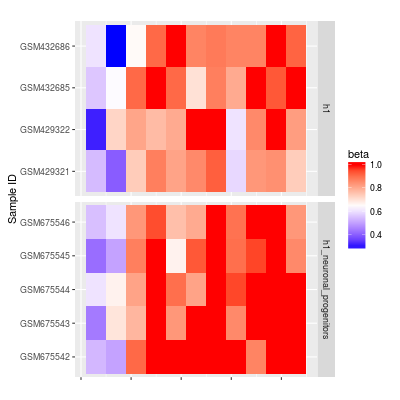 GSM432686
GSM432685
GSM429322
GSM429321
h1
GSM675546
GSM675545
GSM675544
GSM675543
GSM675542
h1_neuronal_progenitors
Sample ID
beta
1.0
0.8
0.6
0.4